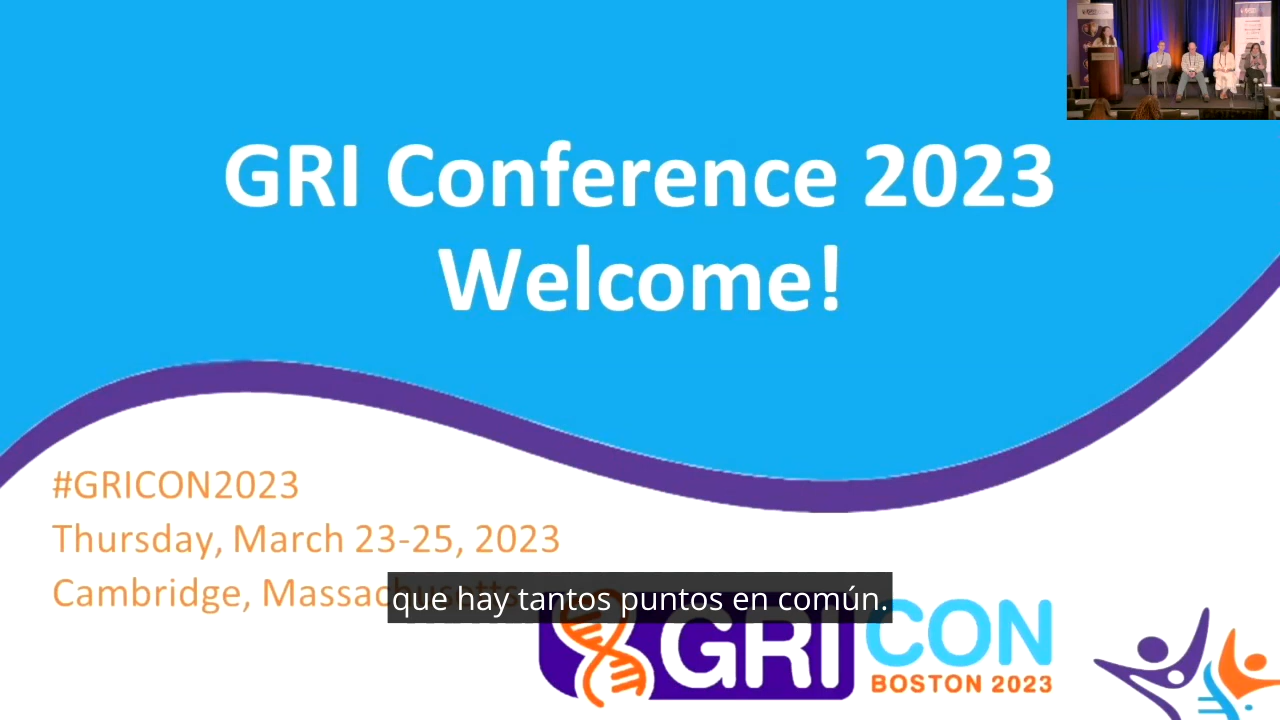 GRI Conference 2023
Welcome!
#GRICON2023
Thursday, March 23-25, 2023
Cambridge, Massachusetts
que hay tantos puntos en común.
GRI CON
BOSTON 2023